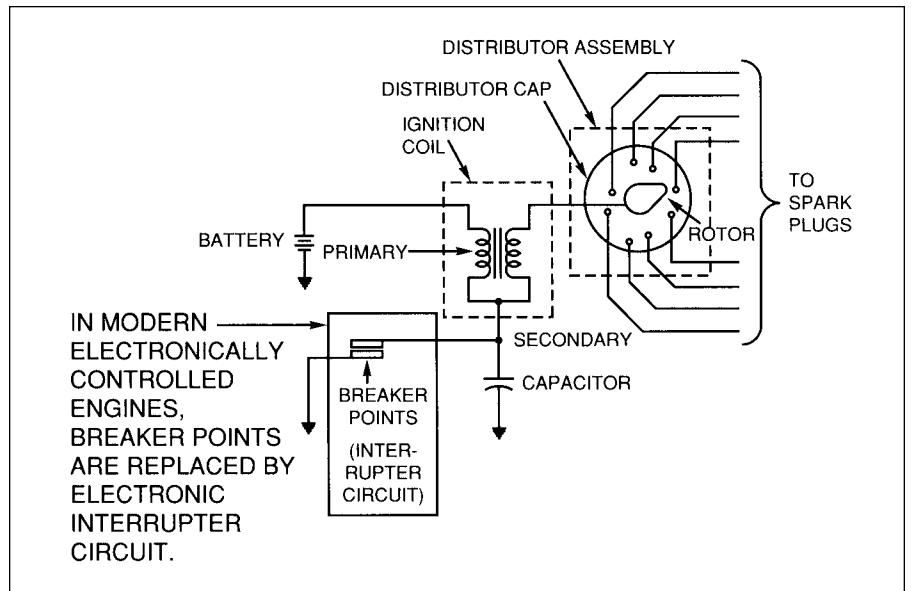 DISTRIBUTOR ASSEMBLY
DISTRIBUTOR CAP
IGNITION
COIL
TO
SPARK
PLUGS
BATTERY
PRIMARY
ROTOR
IN MODERN
ELECTRONICALLY
CONTROLLED
ENGINES,
BREAKER POINTS
ARE REPLACED BY
ELECTRONIC
INTERRUPTER
CIRCUIT.
SECONDARY
CAPACITOR
BREAKER
POINTS
(INTER-
RUPTER
CIRCUIT)